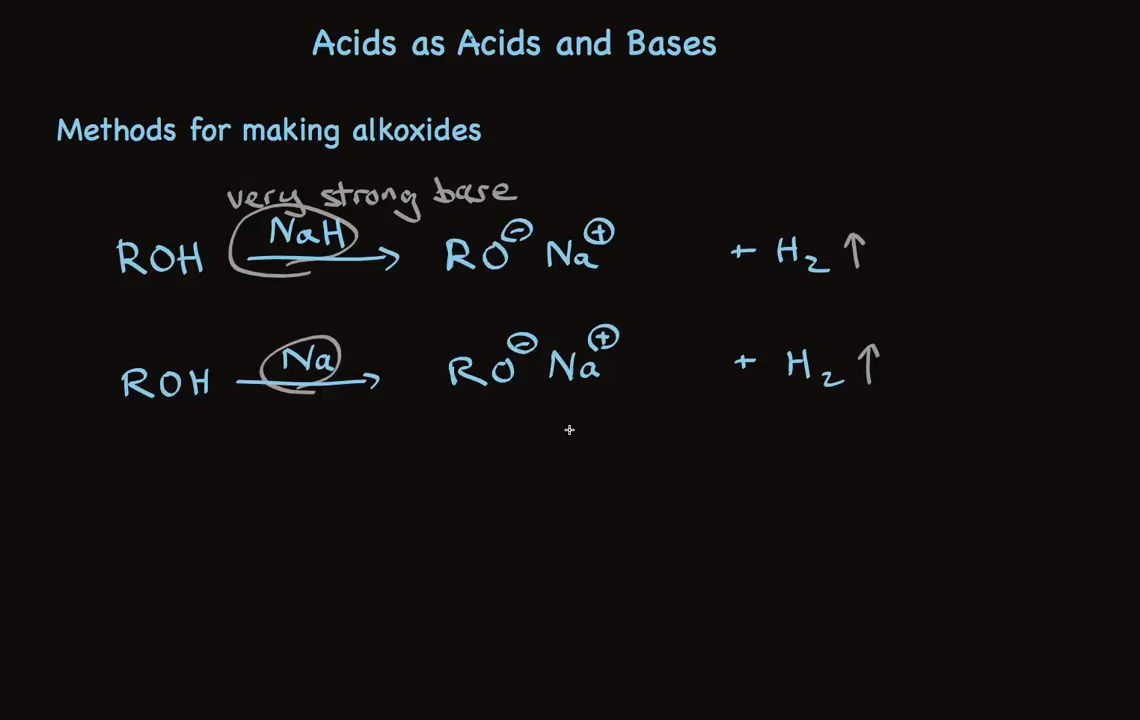 Acids as Acids and Bases
Methods for making alkoxides
very strong base
ROH NaH → RO⊖ Na⊕ + H₂ ↑
ROH Na → RO⊖ Na⊕ + H₂ ↑